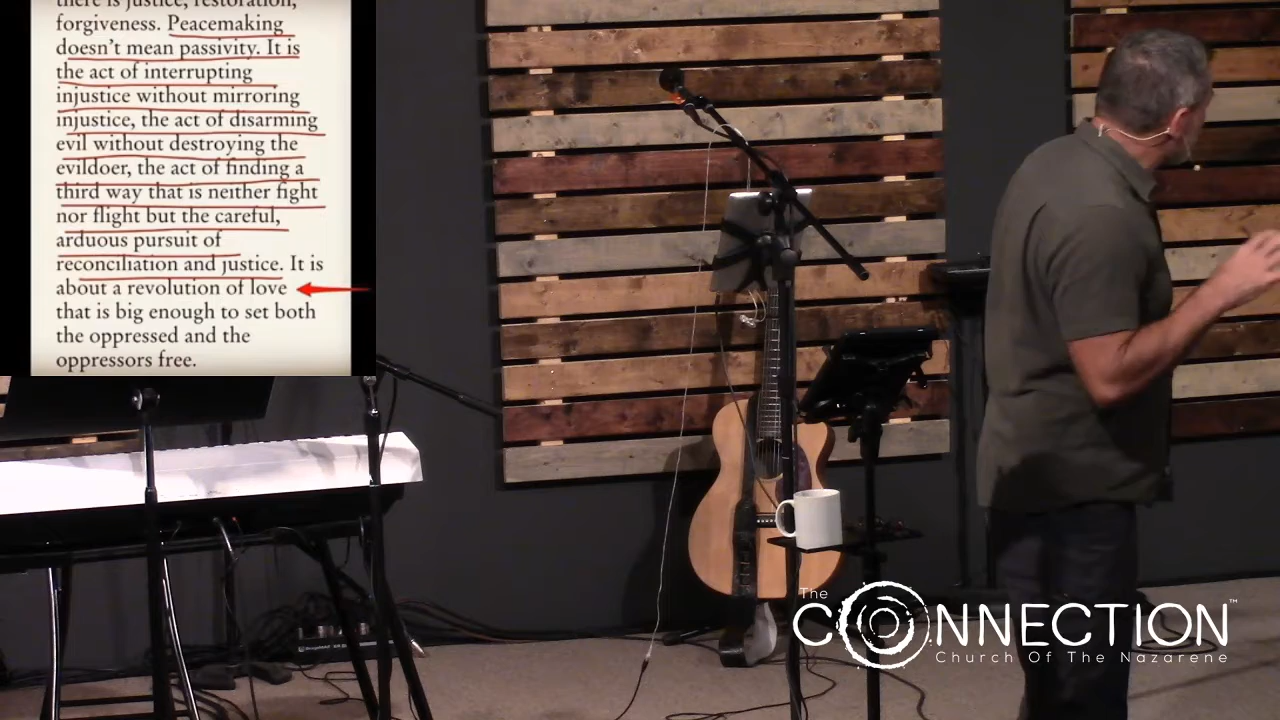 there is justice, restoration,
forgiveness. Peacemaking
doesn't mean passivity. It is
the act of interrupting
injustice without mirroring
injustice, the act of disarming
evil without destroying the
evildoer, the act of finding a
third way that is neither fight
nor flight but the careful,
arduous pursuit of
reconciliation and justice. It is
about a revolution of love
that is big enough to set both
the oppressed and the
oppressors free.
The
CONNECTION™
Church Of The Nazarene